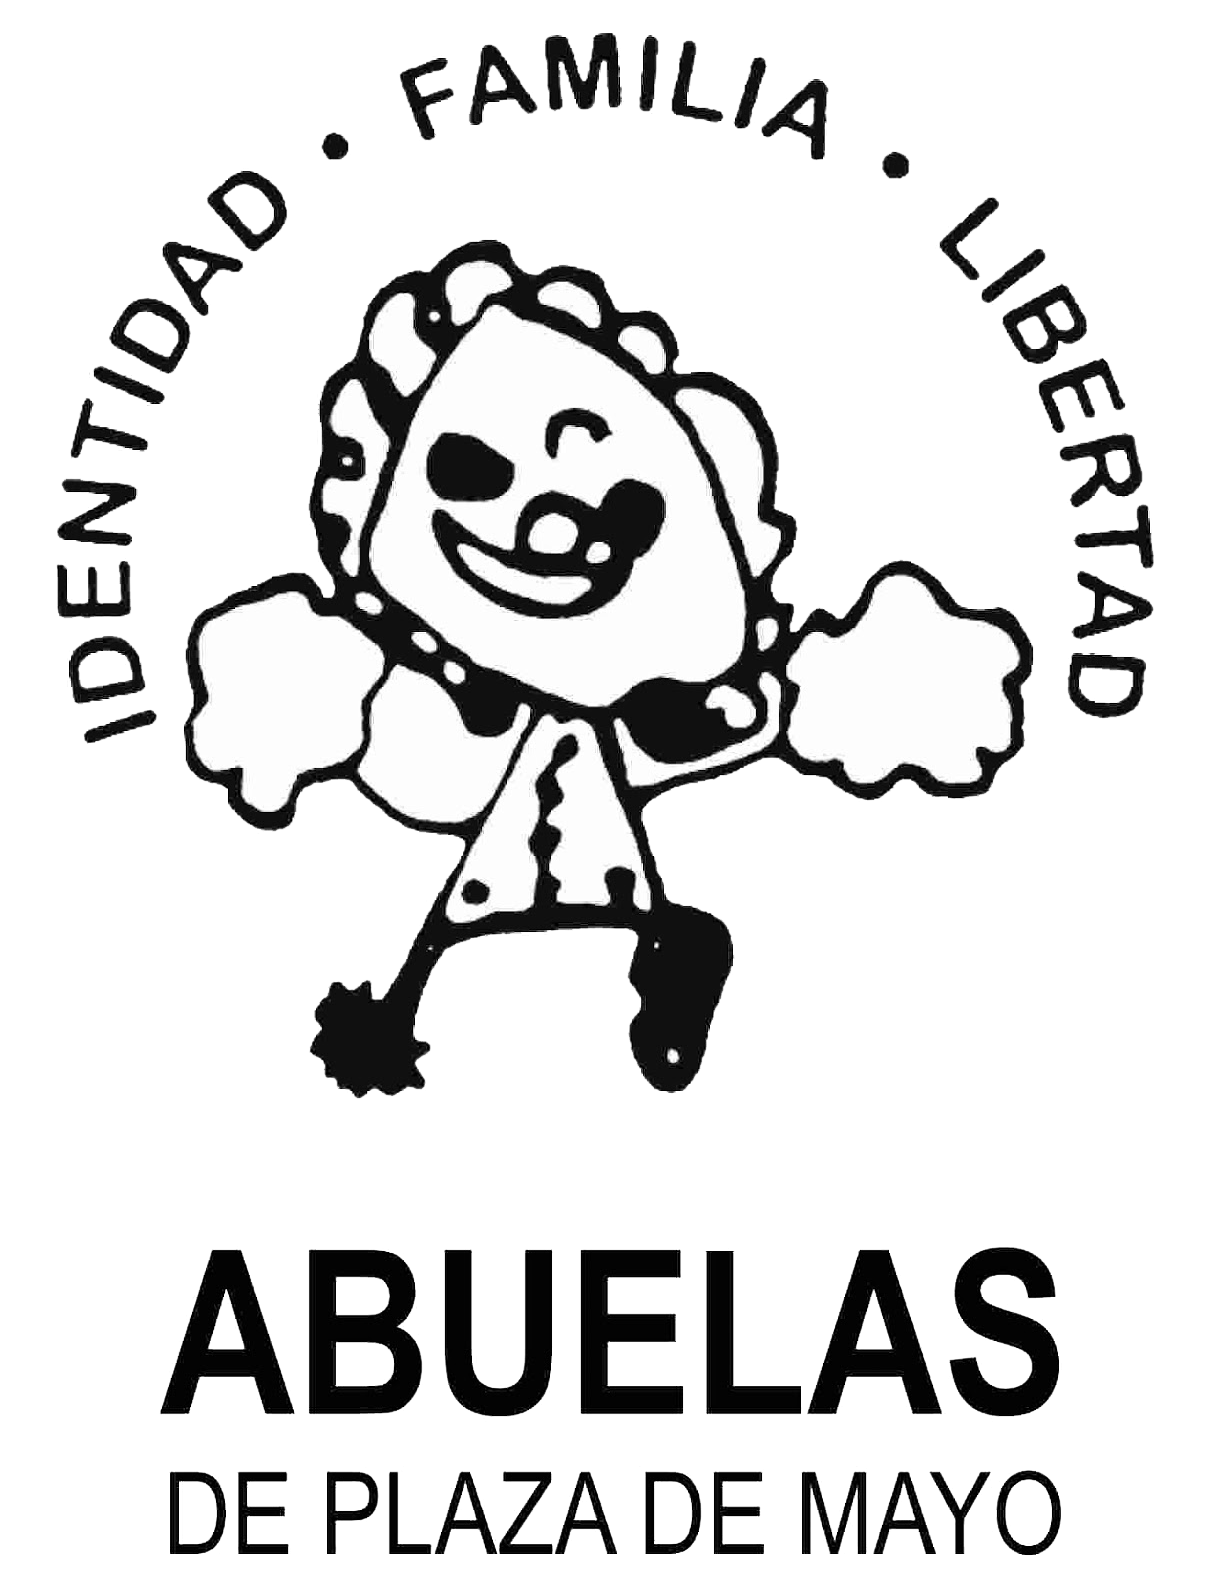 IDENTIDAD • FAMILIA • LIBERTAD
ABUELAS
DE PLAZA DE MAYO